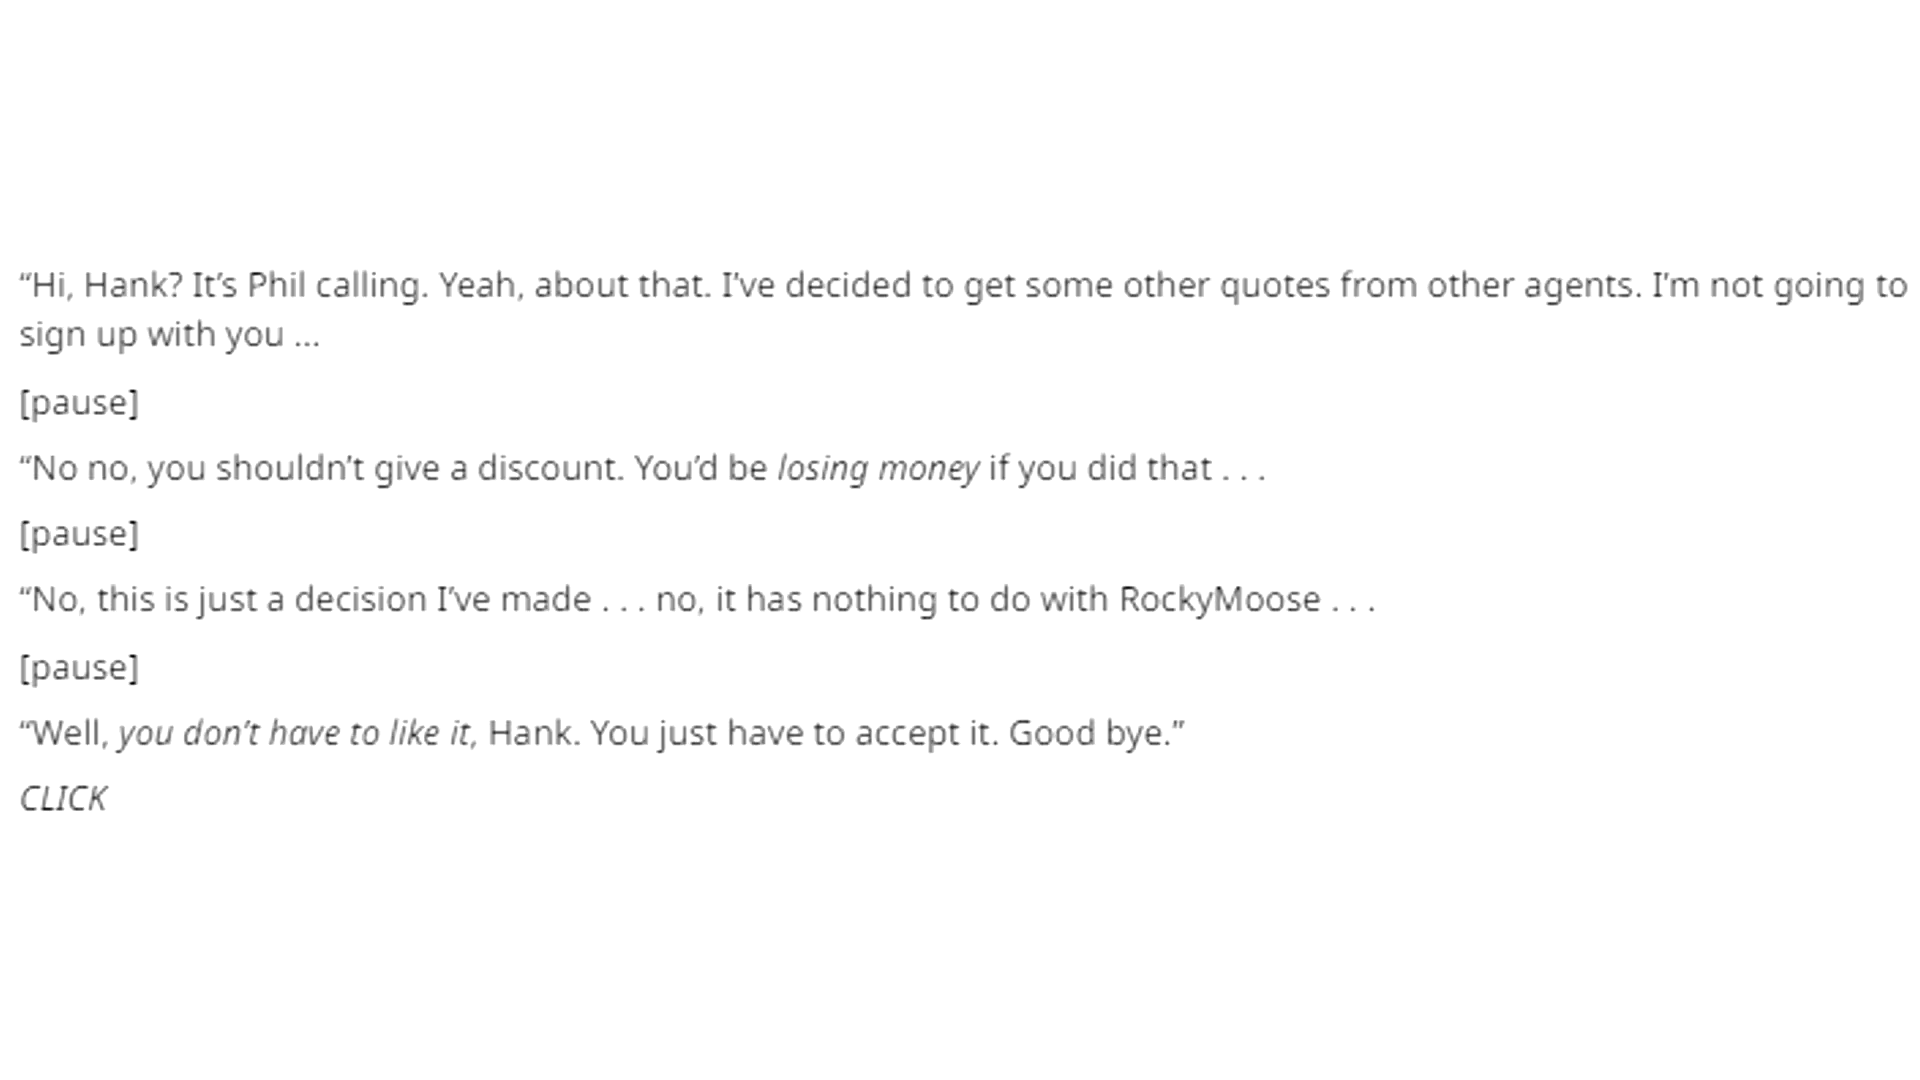 “Hi, Hank? It’s Phil calling. Yeah, about that. I’ve decided to get some other quotes from other agents. I’m not going to
sign up with you ...
[pause]
“No no, you shouldn’t give a discount. You’d be losing money if you did that . . .
[pause]
“No, this is just a decision I’ve made . . . no, it has nothing to do with RockyMoose . . .
[pause]
“Well, you don’t have to like it, Hank. You just have to accept it. Good bye.”
CLICK